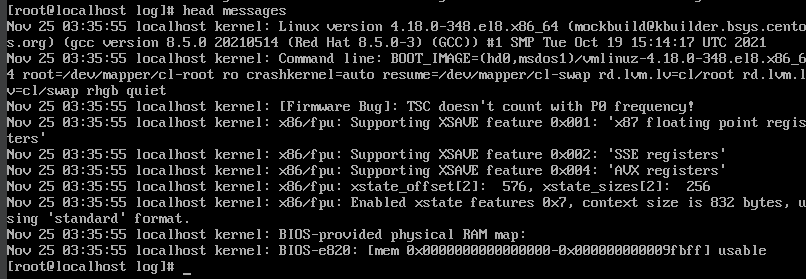 [root@localhost log]# head messages
Nov 25 03:35:55 localhost kernel: Linux version 4.18.0-348.el8.x86_64 (mockbuild@kbuilder.bsys.cento
s.org) (gcc version 8.5.0 20210514 (Red Hat 8.5.0-3) (GCC)) #1 SMP Tue Oct 19 15:14:17 UTC 2021
Nov 25 03:35:55 localhost kernel: Command line: BOOT_IMAGE=(hd0,msdos1)/vmlinuz-4.18.0-348.el8.x86_6
4 root=/dev/mapper/cl-root ro crashkernel=auto resume=/dev/mapper/cl-swap rd.lvm.lv=cl/root rd.lvm.l
v=cl/swap rhgb quiet
Nov 25 03:35:55 localhost kernel: [Firmware Bug]: TSC doesn't count with P0 frequency!
Nov 25 03:35:55 localhost kernel: x86/fpu: Supporting XSAVE feature 0x001: 'x87 floating point regis
ters'
Nov 25 03:35:55 localhost kernel: x86/fpu: Supporting XSAVE feature 0x002: 'SSE registers'
Nov 25 03:35:55 localhost kernel: x86/fpu: Supporting XSAVE feature 0x004: 'AVX registers'
Nov 25 03:35:55 localhost kernel: x86/fpu: xstate_offset[2]:  576, xstate_sizes[2]:  256
Nov 25 03:35:55 localhost kernel: x86/fpu: Enabled xstate features 0x7, context size is 832 bytes, u
sing 'standard' format.
Nov 25 03:35:55 localhost kernel: BIOS-provided physical RAM map:
Nov 25 03:35:55 localhost kernel: BIOS-e820: [mem 0x0000000000000000-0x000000000009fbff] usable
[root@localhost log]# _